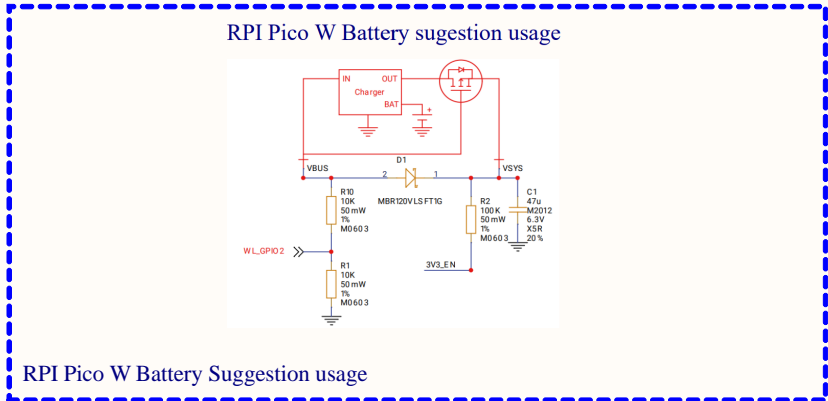 RPI Pico W Battery sugestion usage
IN OUT
Charger
BAT
+
D1
VBUS VSYS
2 1
MBR120VLSFT1G
R10
10K
50mW
1%
M0603
R2
100K
50mW
1%
M0603
C1
47u
M2012
6.3V
X5R
20%
WL_GPIO2
R1
10K
50mW
1%
M0603
3V3_EN
RPI Pico W Battery Suggestion usage